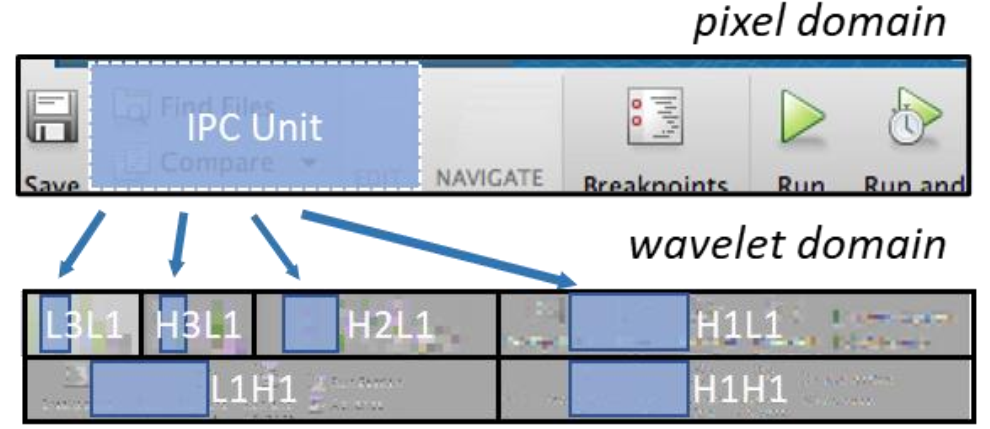 pixel domain
Find Files
IPC Unit
Compare
EDIT NAVIGATE
Save Breakpoints Run Run and
wavelet domain
L3L1 H3L1 H2L1 H1L1
L1H1 H1H1